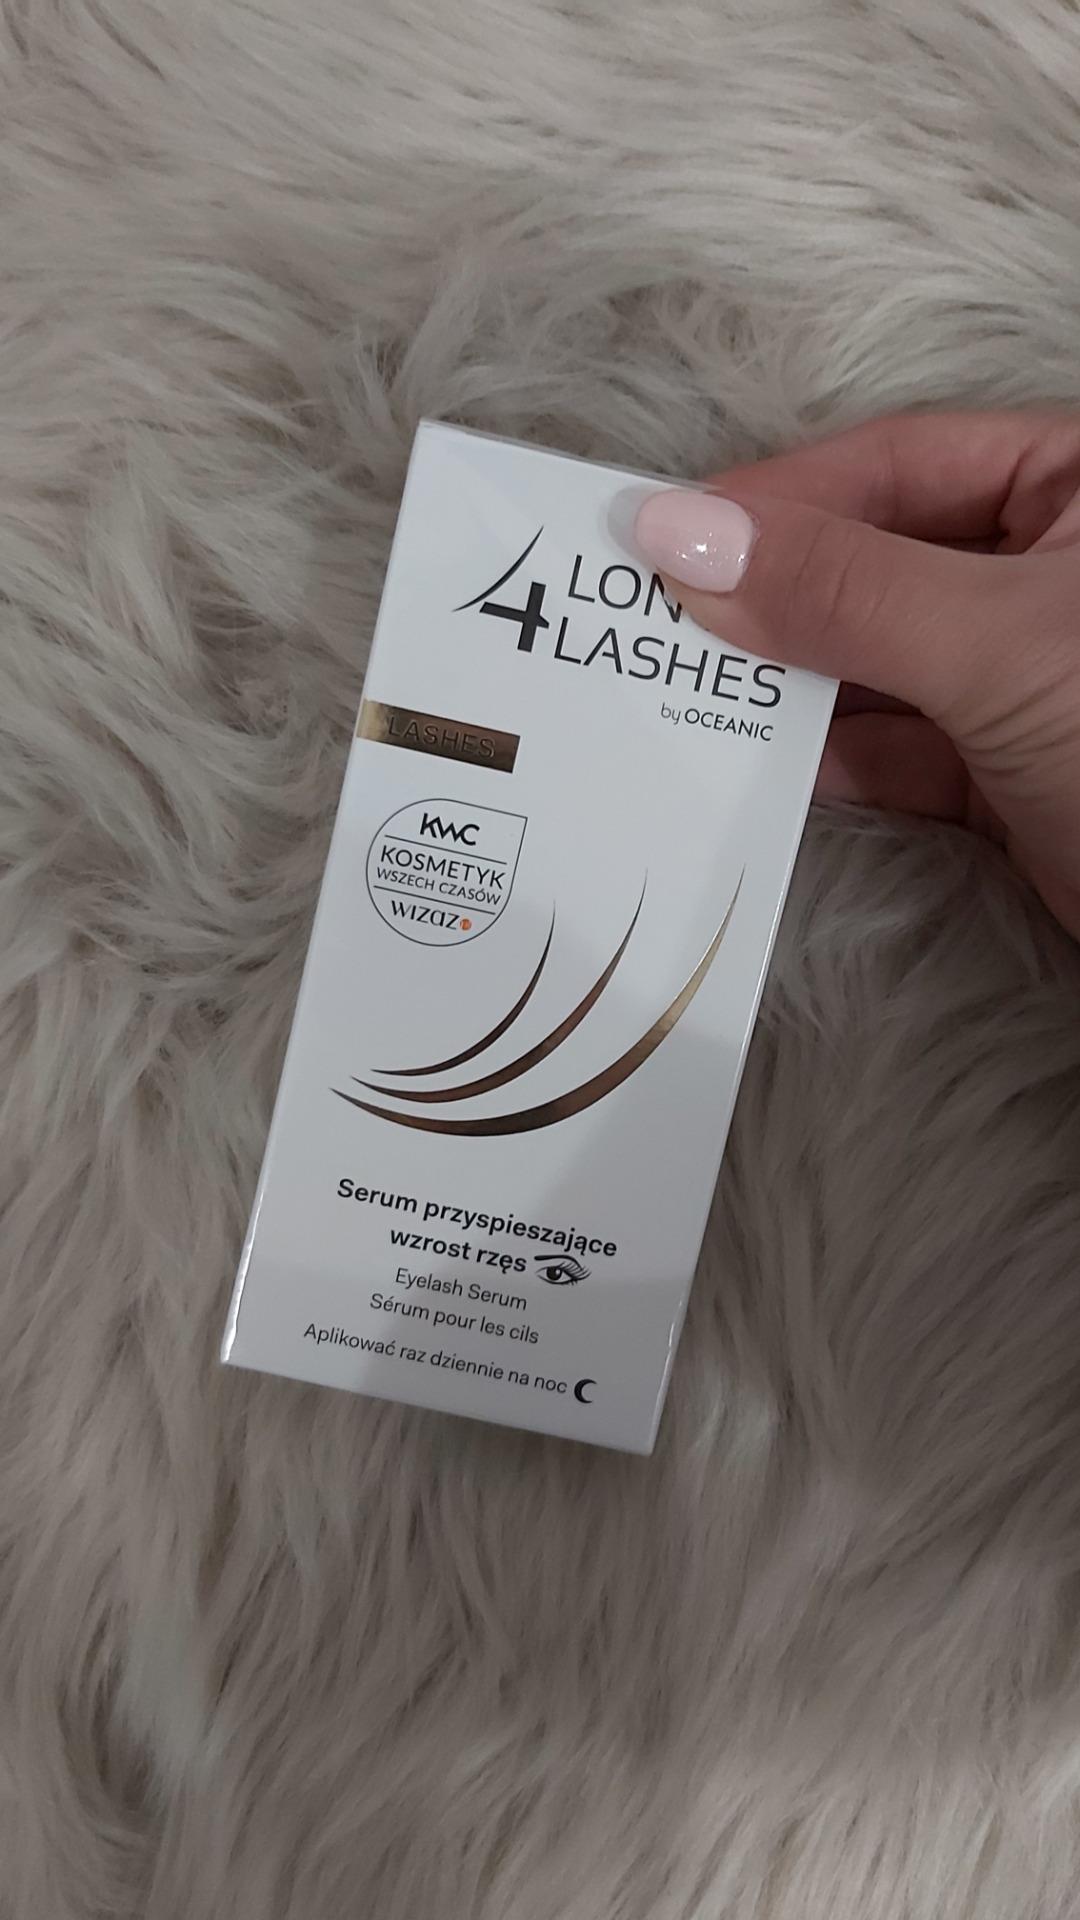 4 LON
LASHES
by OCEANIC
LASHES
KWC
KOSMETYK
WSZECH CZASÓW
wizaz
Serum przyspieszające
wzrost rzęs
Eyelash Serum
Sérum pour les cils
Aplikować raz dziennie na noc